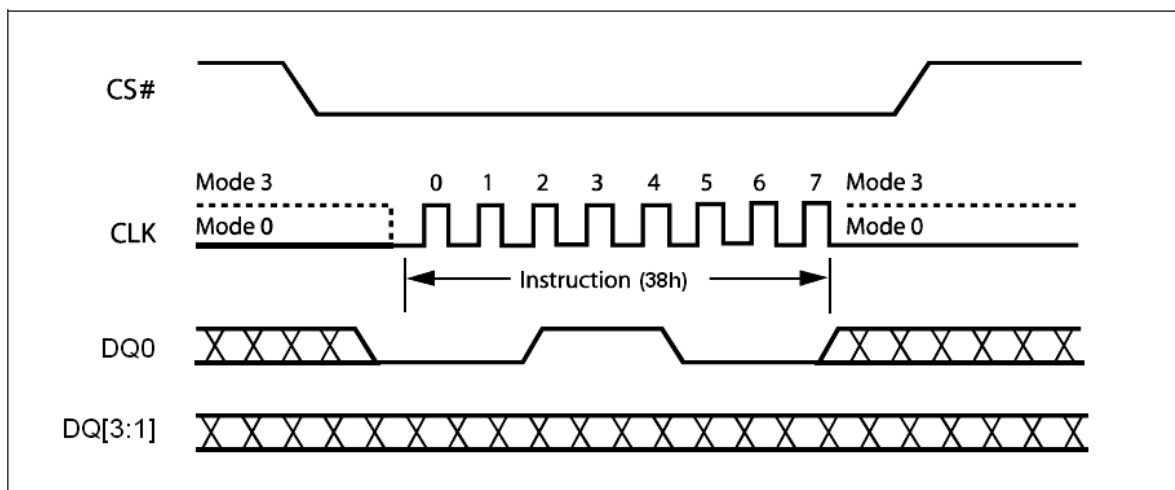 CS#
Mode 3
0 1 2 3 4 5 6 7
Mode 3
CLK
Mode 0
Mode 0
Instruction (38h)
DQ0
DQ[3:1]